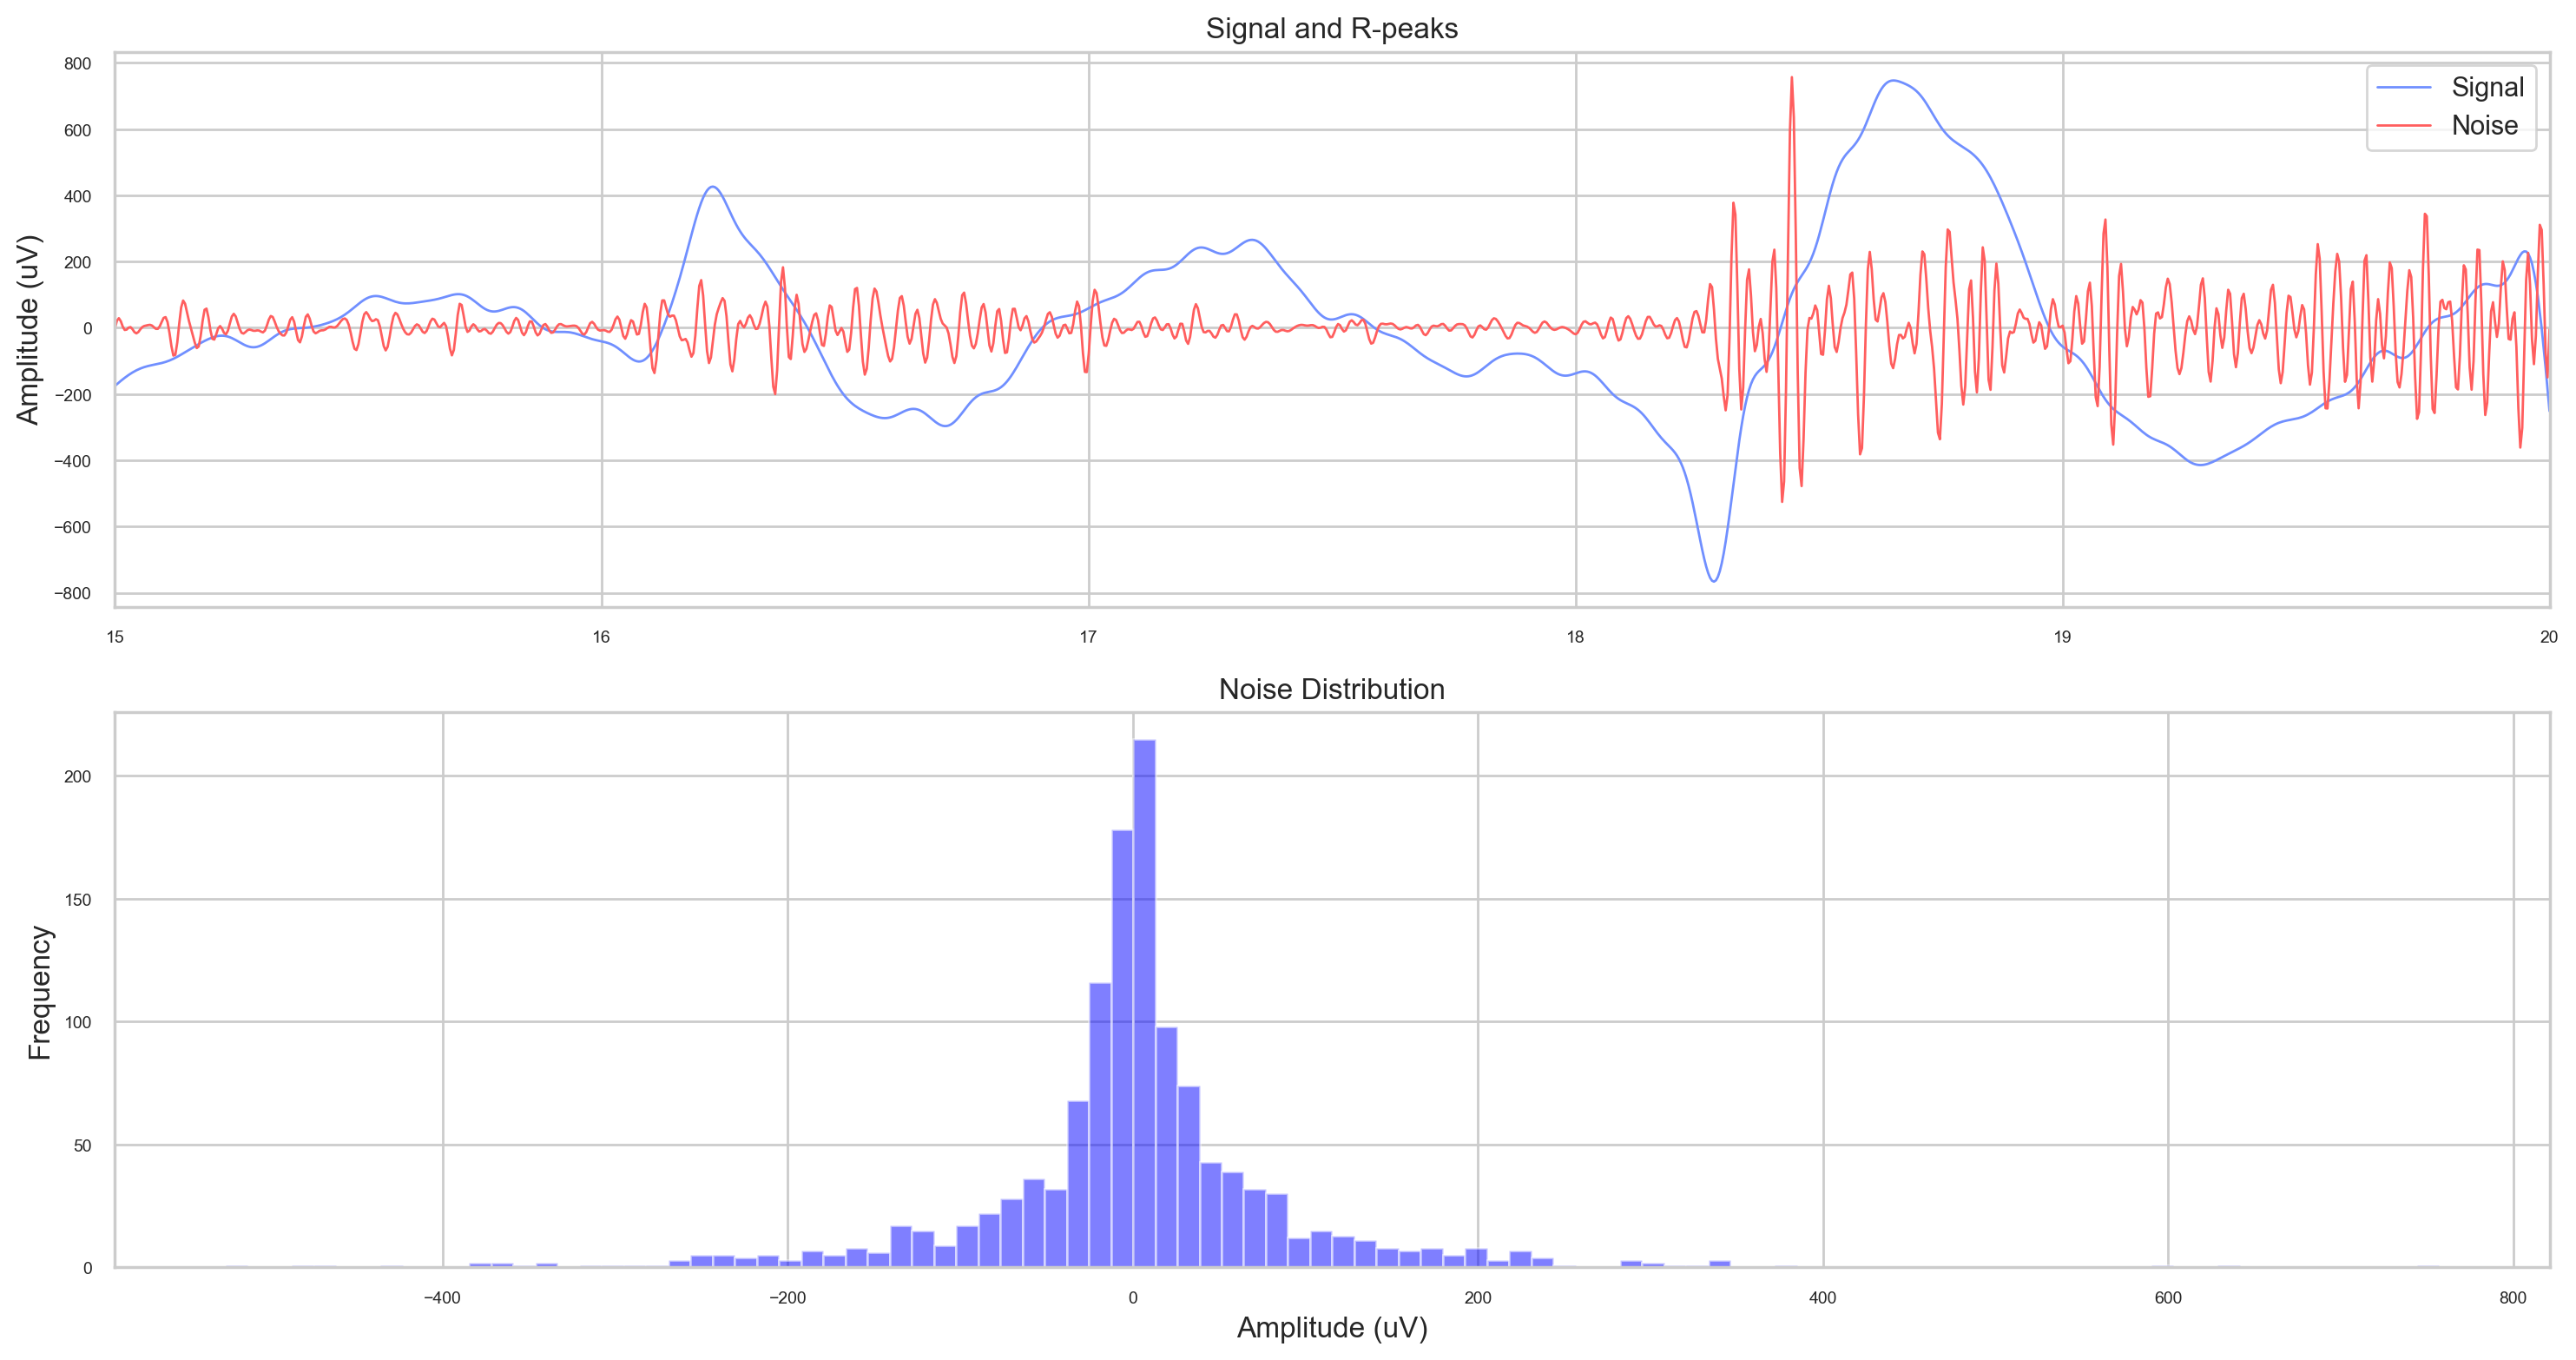 Signal and R-peaks
800
600
400
200
0
−200
−400
−600
−800
Amplitude (uV)
Signal
Noise
15 16 17 18 19 20
Noise Distribution
200
150
100
50
0
Frequency
−400 −200 0 200 400 600 800
Amplitude (uV)